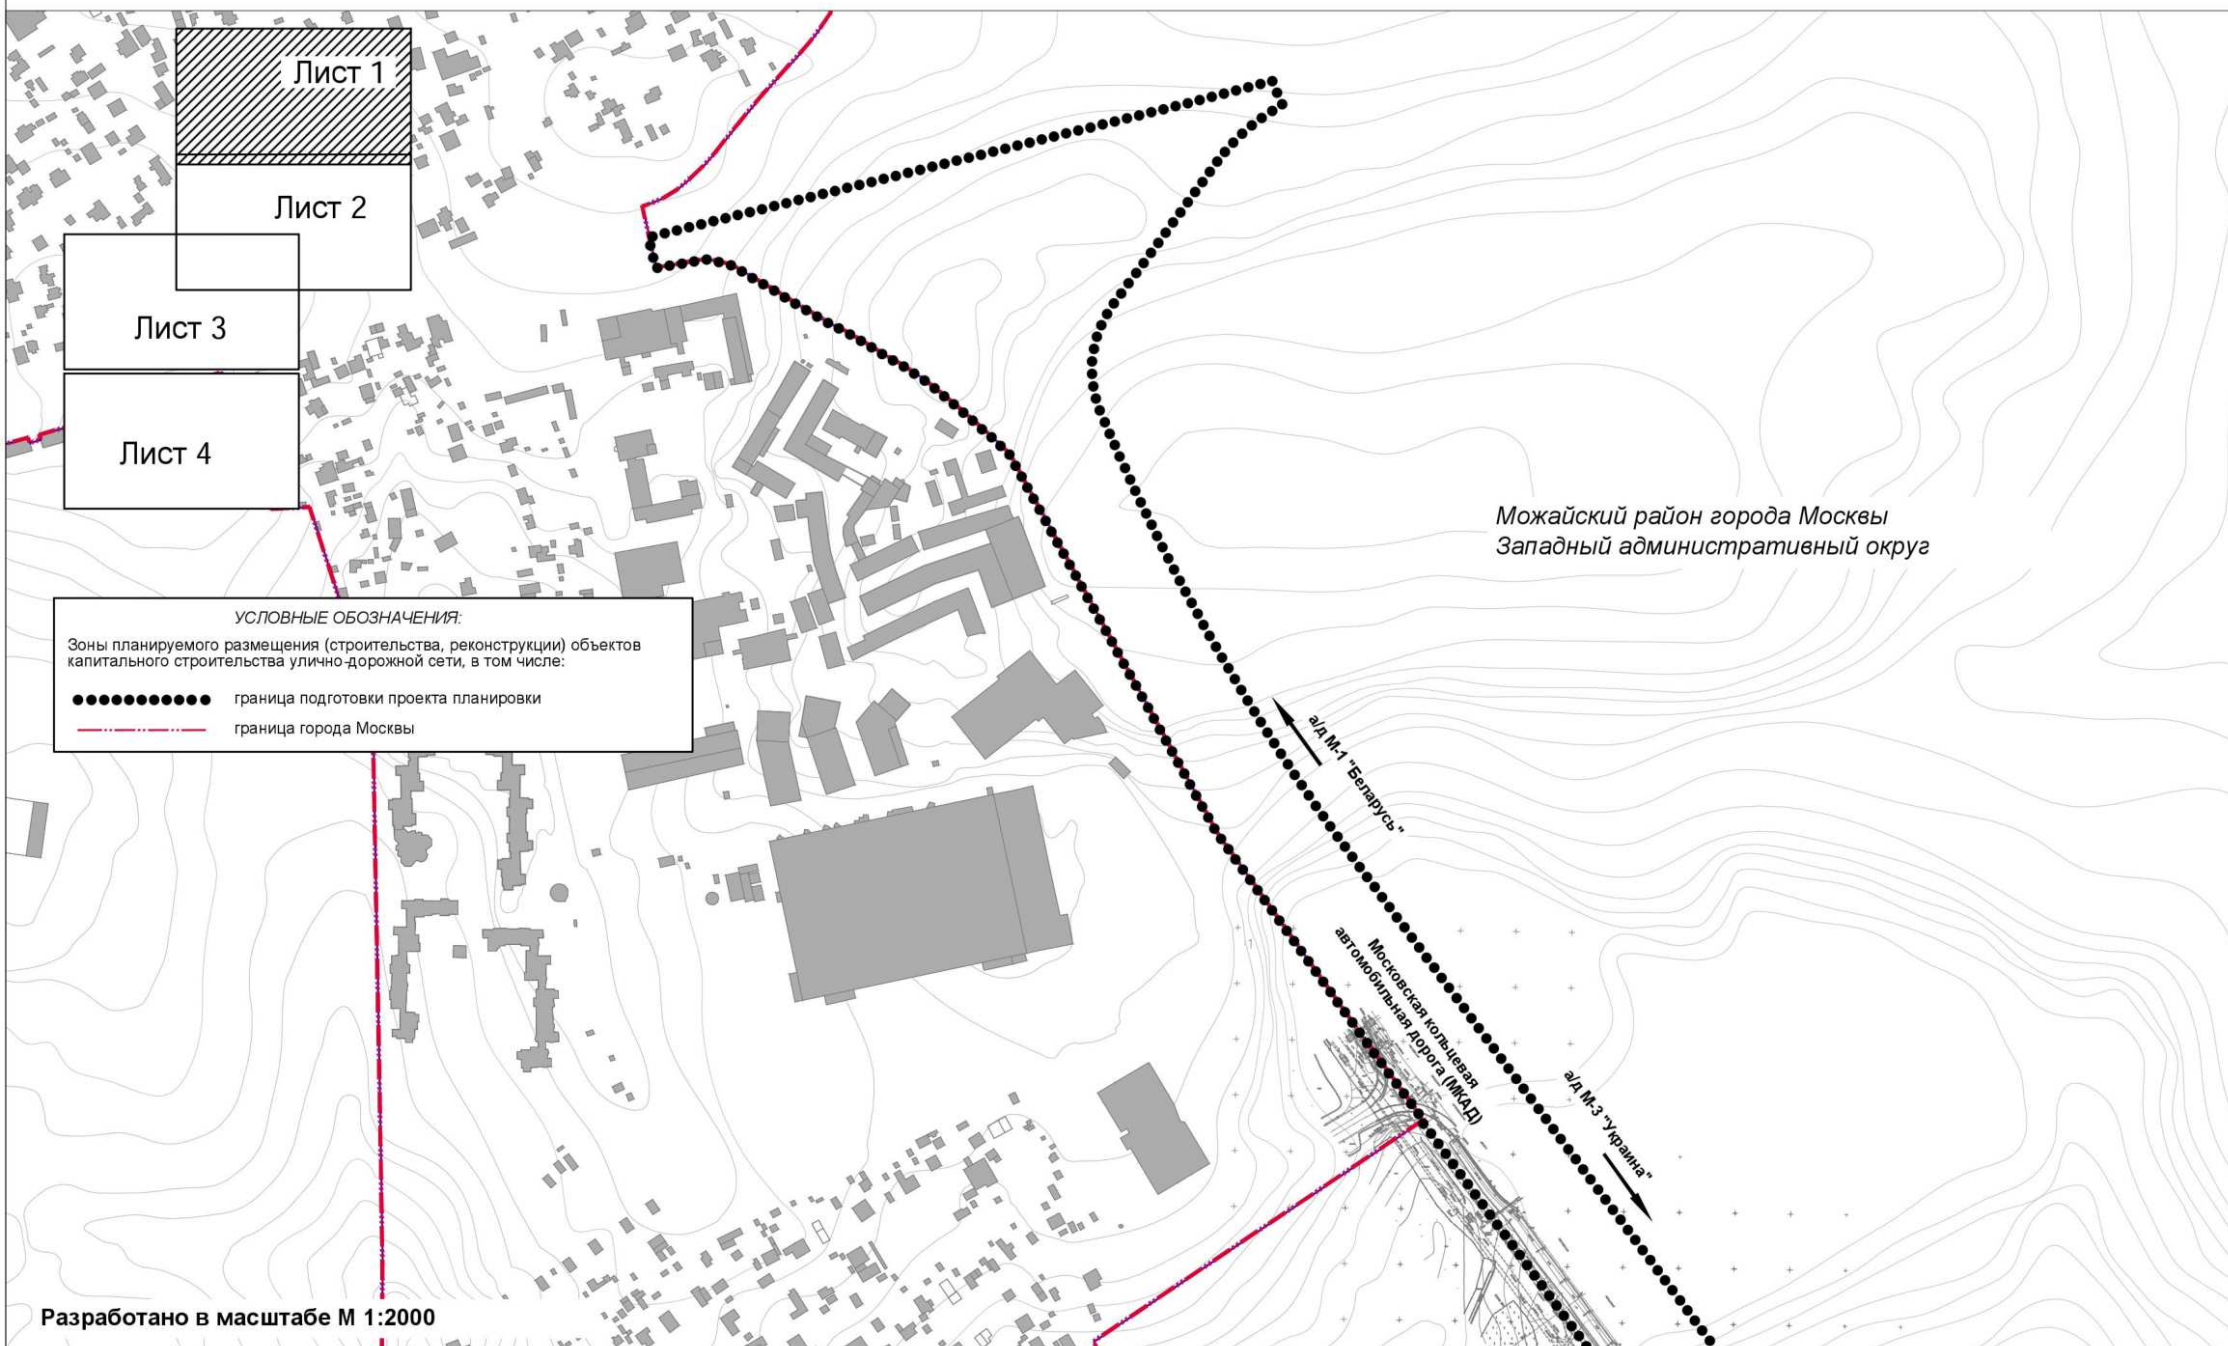 Лист 1
Лист 2
Лист 3
Лист 4
Можайский район города Москвы
Западный административный округ
УСЛОВНЫЕ ОБОЗНАЧЕНИЯ:
Зоны планируемого размещения (строительства, реконструкции) объектов
капитального строительства улично-дорожной сети, в том числе:
граница подготовки проекта планировки
граница города Москвы
а/д М-1 "Беларусь"
Московская кольцевая
автомобильная дорога (МКАД)
а/д М-3 "Украина"
Разработано в масштабе М 1:2000